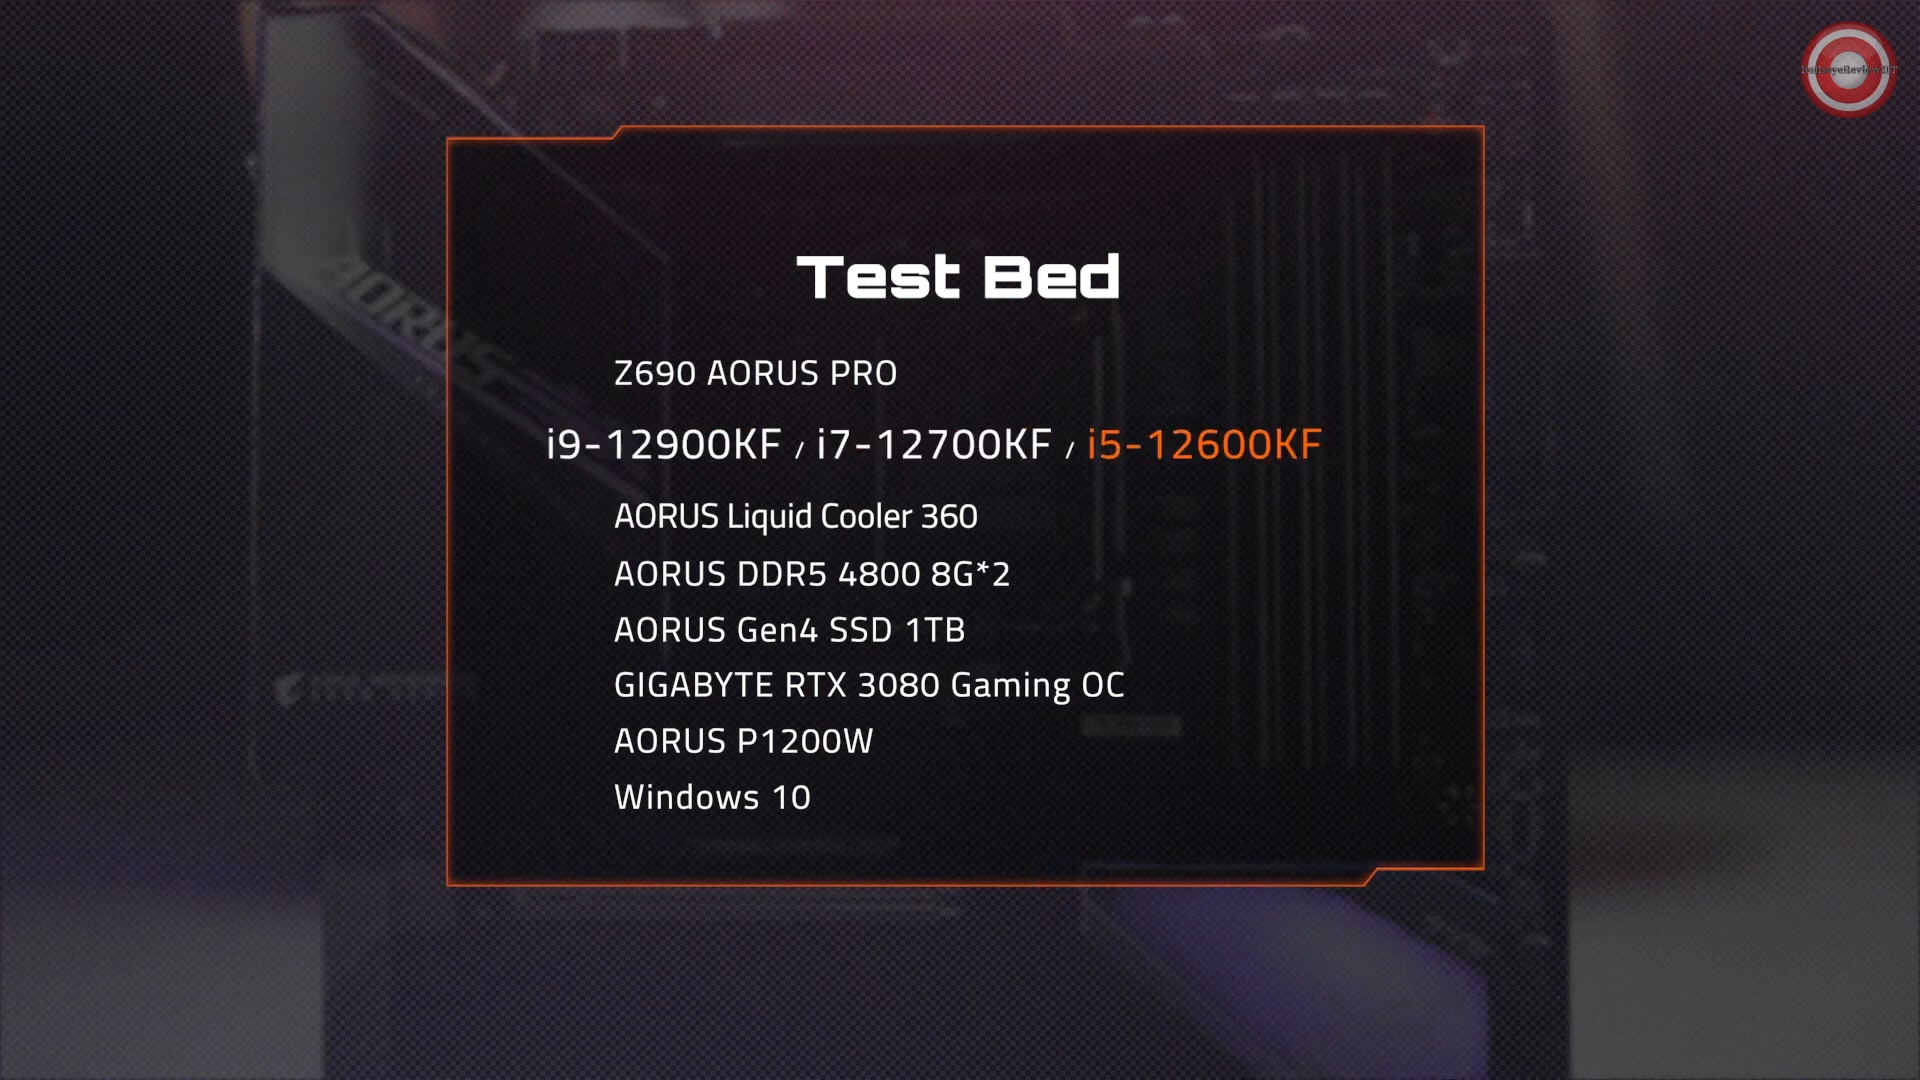 Test Bed
Z690 AORUS PRO
i9-12900KF / i7-12700KF / i5-12600KF
AORUS Liquid Cooler 360
AORUS DDR5 4800 8G*2
AORUS Gen4 SSD 1TB
GIGABYTE RTX 3080 Gaming OC
AORUS P1200W
Windows 10
AORUS